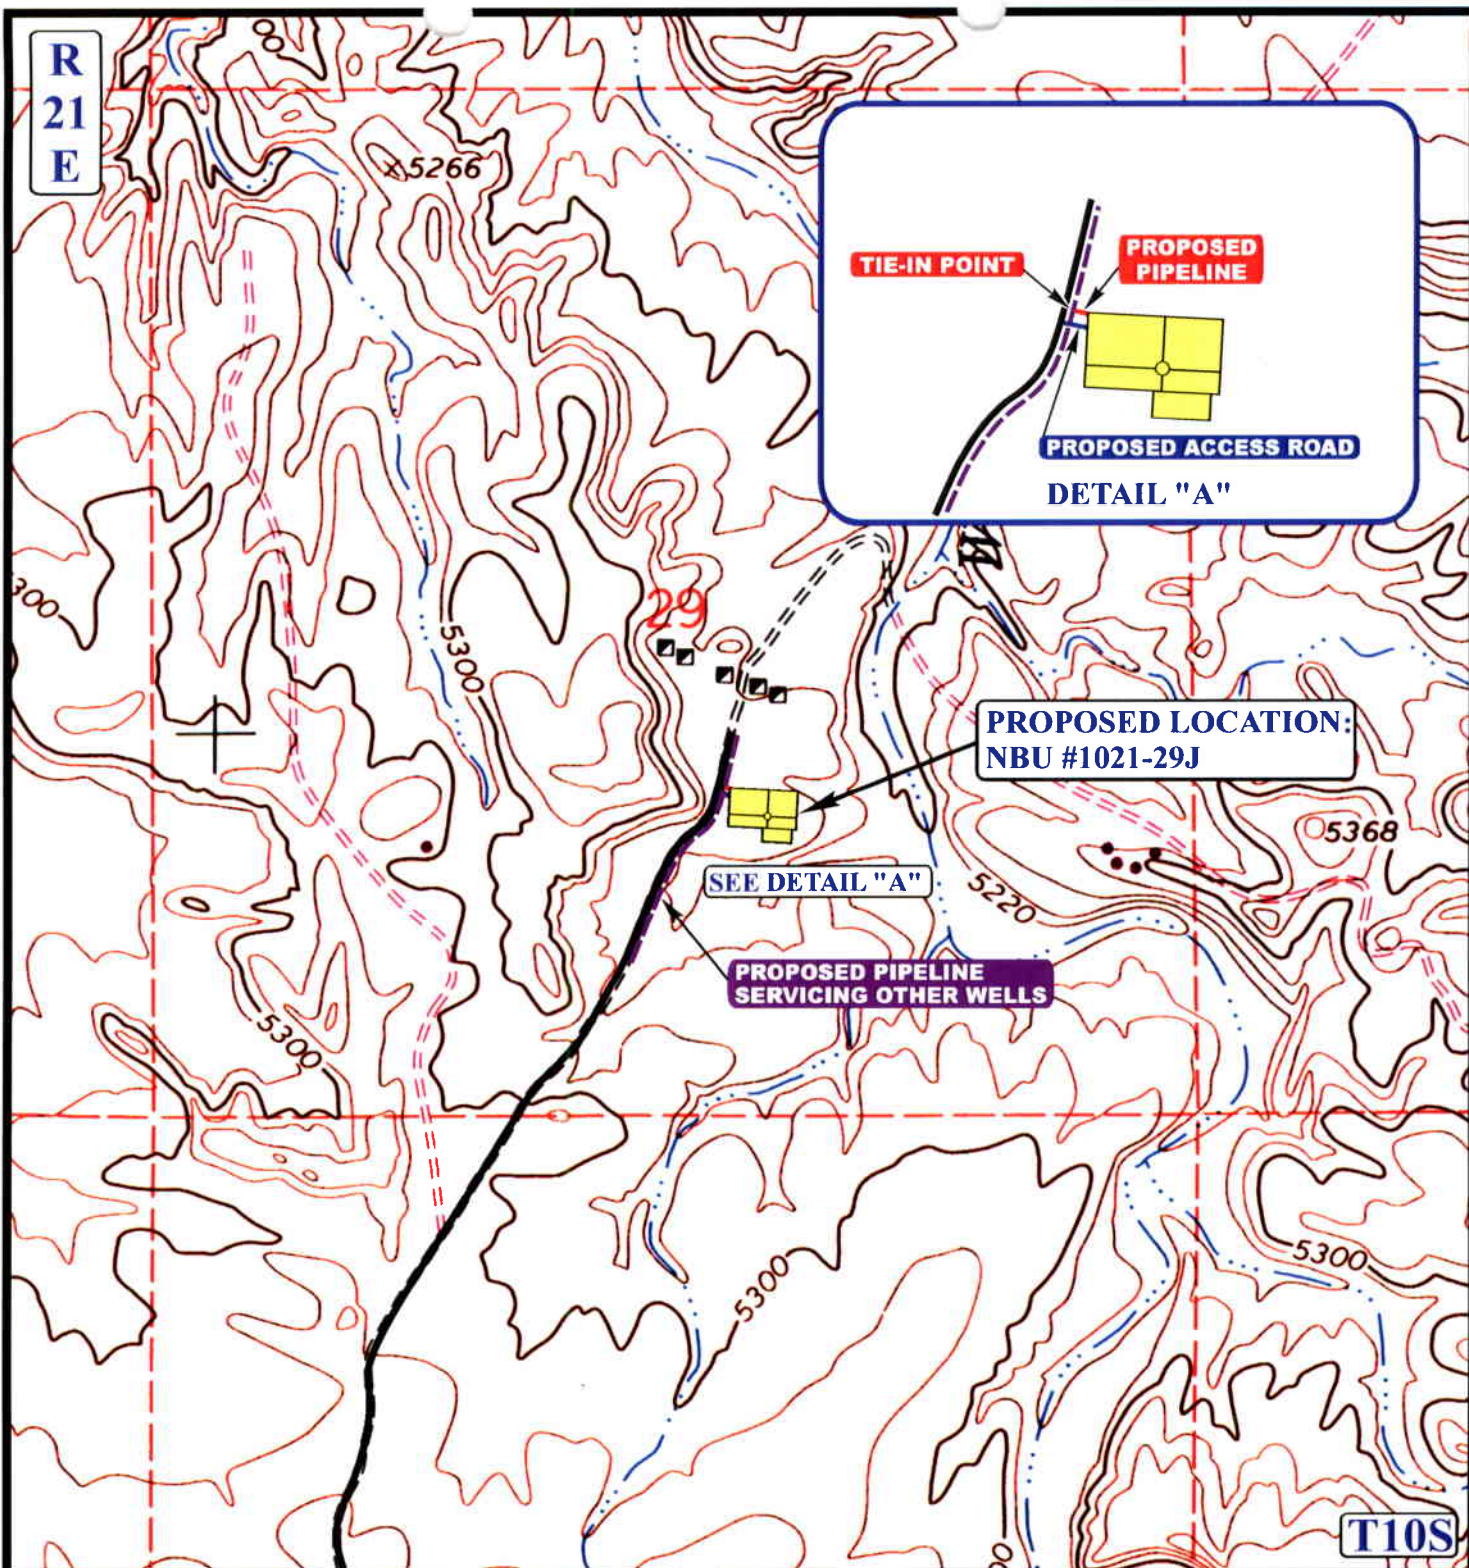 R
21
E
5266
TIE-IN POINT
PROPOSED
PIPELINE
PROPOSED ACCESS ROAD
DETAIL "A"
29
5300
PROPOSED LOCATION:
NBU #1021-29J
5368
SEE DETAIL "A"
5220
PROPOSED PIPELINE
SERVICING OTHER WELLS
5300
5300
5300
T10S